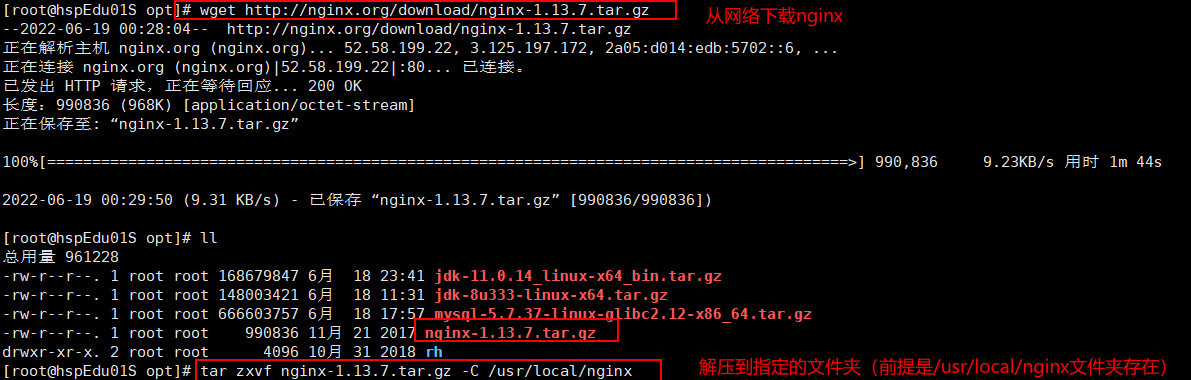 [root@hspEdu01S opt]# wget http://nginx.org/download/nginx-1.13.7.tar.gz
从网络下载nginx
--2022-06-19 00:28:04--  http://nginx.org/download/nginx-1.13.7.tar.gz
正在解析主机 nginx.org (nginx.org)... 52.58.199.22, 3.125.197.172, 2a05:d014:edb:5702::6, ...
正在连接 nginx.org (nginx.org)|52.58.199.22|:80... 已连接。
已发出 HTTP 请求，正在等待回应... 200 OK
长度：990836 (968K) [application/octet-stream]
正在保存至: “nginx-1.13.7.tar.gz”
100%[=========================================================================================>] 990,836     9.23KB/s 用时 1m 44s
2022-06-19 00:29:50 (9.31 KB/s) - 已保存 “nginx-1.13.7.tar.gz” [990836/990836])
[root@hspEdu01S opt]# ll
总用量 961228
-rw-r--r--. 1 root root 168679847 6月  18 23:41 jdk-11.0.14_linux-x64_bin.tar.gz
-rw-r--r--. 1 root root 148003421 6月  18 11:31 jdk-8u333-linux-x64.tar.gz
-rw-r--r--. 1 root root 666603757 6月  18 17:57 mysql-5.7.37-linux-glibc2.12-x86_64.tar.gz
-rw-r--r--. 1 root root    990836 11月 21 2017 nginx-1.13.7.tar.gz
drwxr-xr-x. 2 root root      4096 10月 31 2018 rh
[root@hspEdu01S opt]# tar zxvf nginx-1.13.7.tar.gz -C /usr/local/nginx
解压到指定的文件夹（前提是/usr/local/nginx文件夹存在）